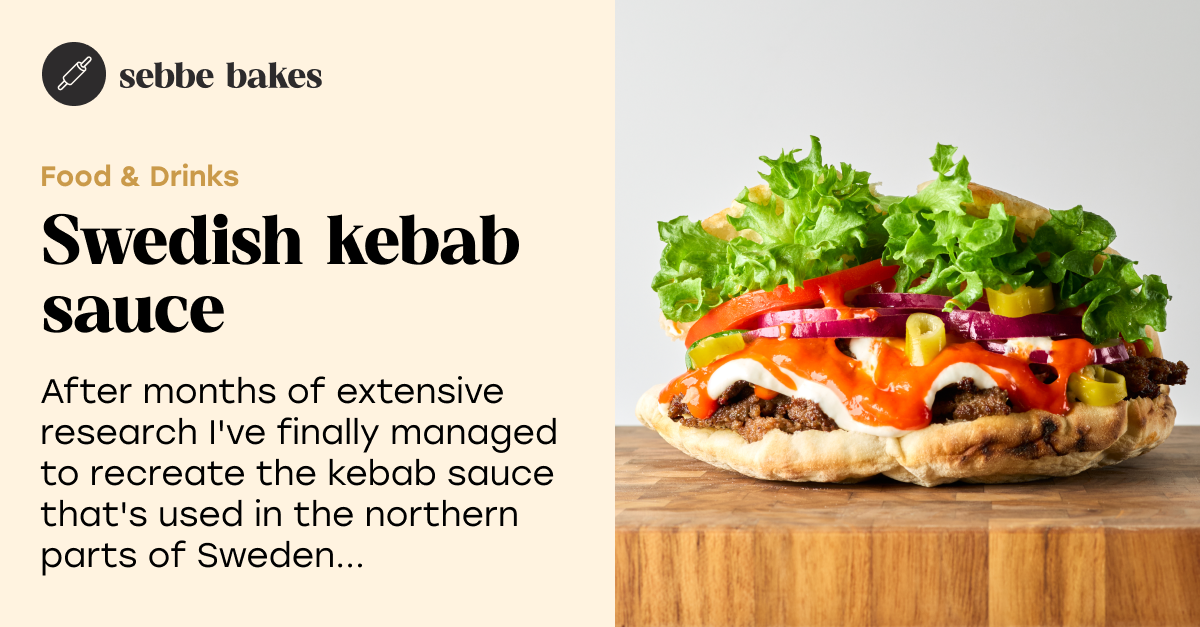 sebbe bakes
Food & Drinks
Swedish kebab
sauce
After months of extensive
research I've finally managed
to recreate the kebab sauce
that's used in the northern
parts of Sweden...